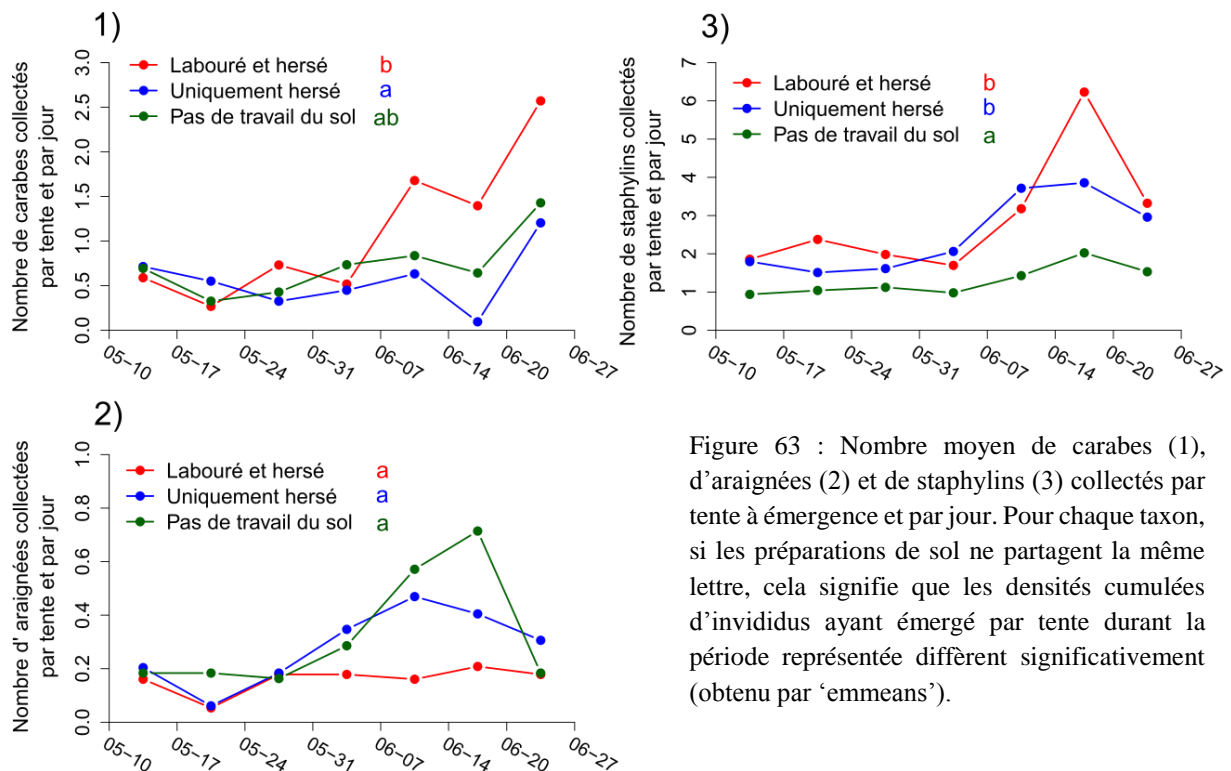 1)
Nombre de carabes collectés
par tente et par jour
3.0
2.5
2.0
1.5
1.0
0.5
0.0
Labouré et hersé b
Uniquement hersé a
Pas de travail du sol ab
05-10 05-17 05-24 05-31 06-07 06-14 06-20 06-27
3)
Nombre de staphylins collectés
par tente et par jour
7
6
5
4
3
2
1
0
Labouré et hersé b
Uniquement hersé b
Pas de travail du sol a
05-10 05-17 05-24 05-31 06-07 06-14 06-20 06-27
2)
Nombre d' araignées collectées
par tente et par jour
1.0
0.8
0.6
0.4
0.2
0.0
Labouré et hersé a
Uniquement hersé a
Pas de travail du sol a
05-10 05-17 05-24 05-31 06-07 06-14 06-20 06-27
Figure 63 : Nombre moyen de carabes (1),
d'araignées (2) et de staphylins (3) collectés par
tente à émergence et par jour. Pour chaque taxon,
si les préparations de sol ne partagent la même
lettre, cela signifie que les densités cumulées
d'invididus ayant émergé par tente durant la
période représentée diffèrent significativement
(obtenu par 'emmeans').